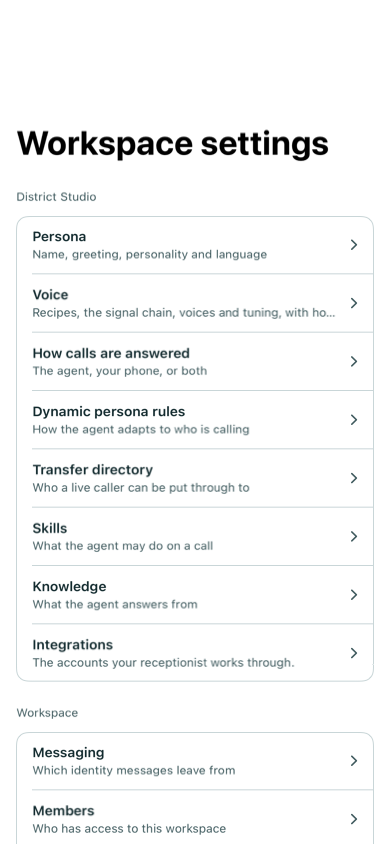 Workspace settings
District Studio
Persona
Name, greeting, personality and language
Voice
Recipes, the signal chain, voices and tuning, with ho...
How calls are answered
The agent, your phone, or both
Dynamic persona rules
How the agent adapts to who is calling
Transfer directory
Who a live caller can be put through to
Skills
What the agent may do on a call
Knowledge
What the agent answers from
Integrations
The accounts your receptionist works through.
Workspace
Messaging
Which identity messages leave from
Members
Who has access to this workspace